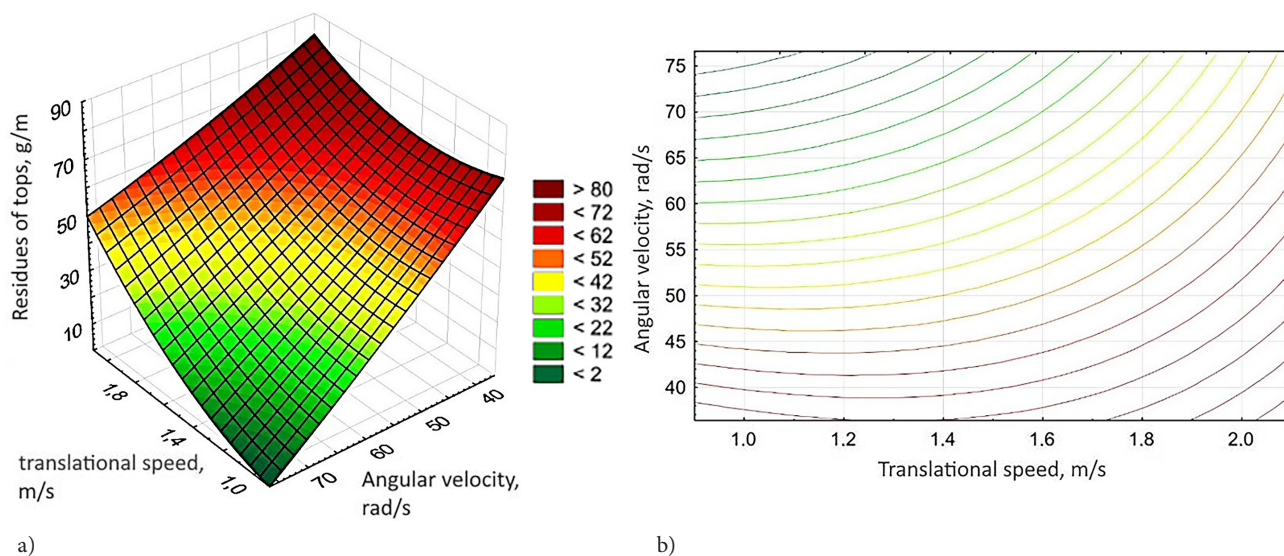 Residues of tops, g/m
90
70
50
30
10
1,8
1,4
1,0
translational speed,
m/s
70
60
50
40
Angular velocity,
rad/s
> 80
< 72
< 62
< 52
< 42
< 32
< 22
< 12
< 2
a)
Angular velocity, rad/s
75
70
65
60
55
50
45
40
1.0 1.2 1.4 1.6 1.8 2.0
Translational speed, m/s
b)